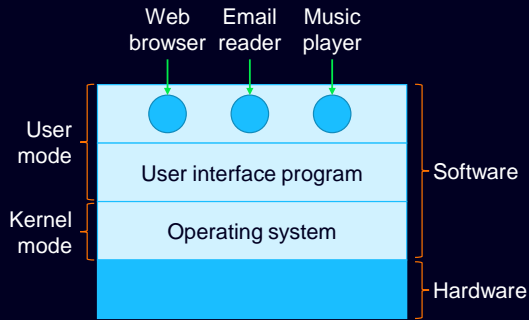 Web
browser
Email
reader
Music
player
User
mode
User interface program
Software
Kernel
mode
Operating system
Hardware